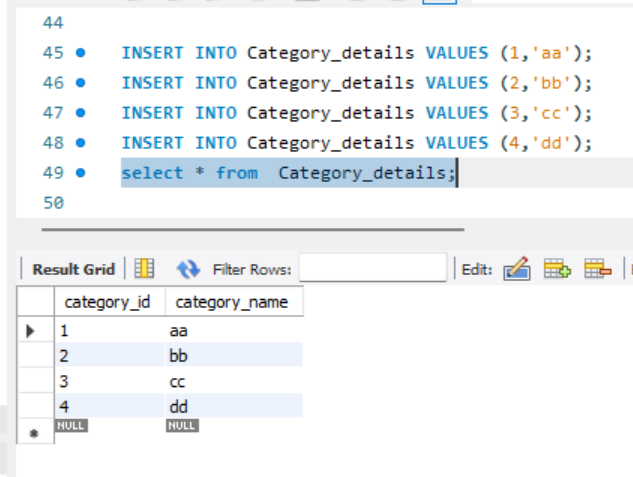 44
45 INSERT INTO Category_details VALUES (1,'aa');
46 INSERT INTO Category_details VALUES (2,'bb');
47 INSERT INTO Category_details VALUES (3,'cc');
48 INSERT INTO Category_details VALUES (4,'dd');
49 select * from  Category_details;
50
Result Grid Filter Rows: Edit:
category_id category_name
1 aa
2 bb
3 cc
4 dd
NULL NULL